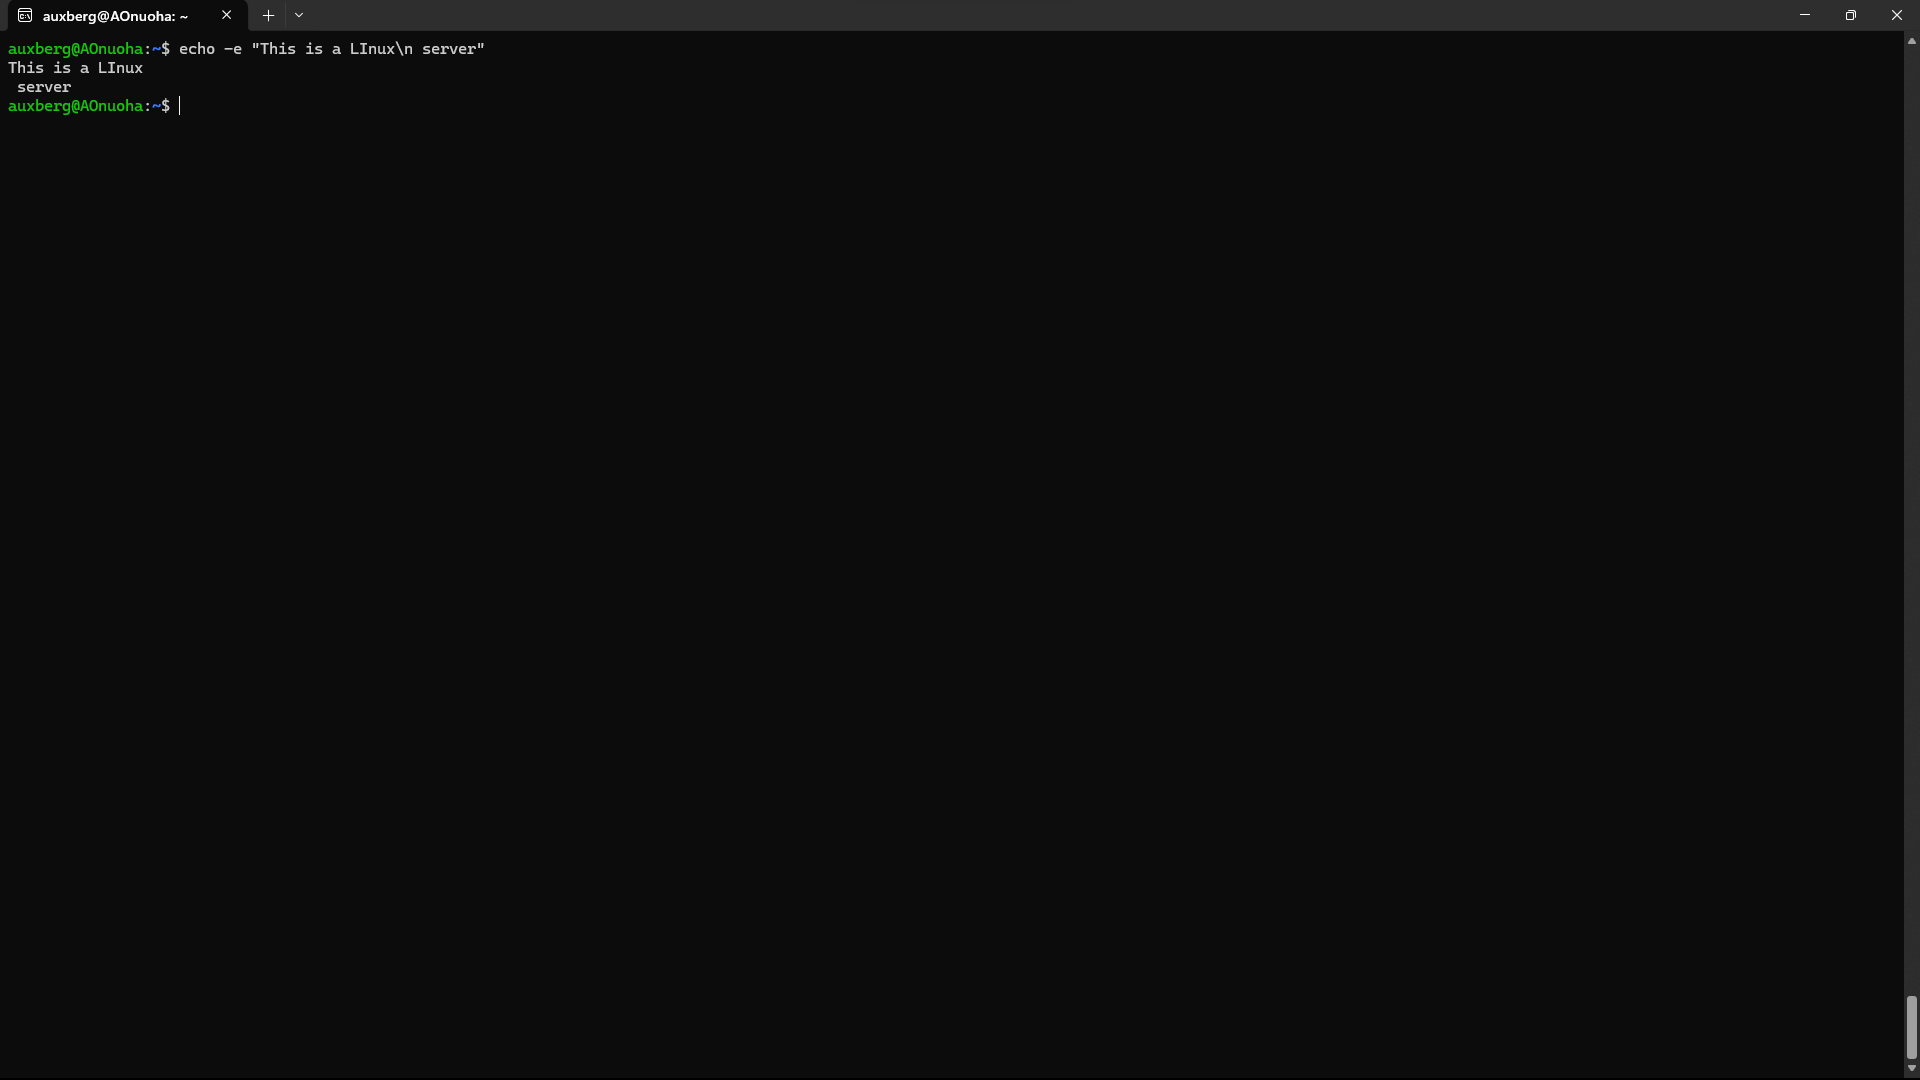 auxberg@AOnuoha: ~
auxberg@AOnuoha:~$ echo -e "This is a LInux\n server"
This is a LInux
 server
auxberg@AOnuoha:~$